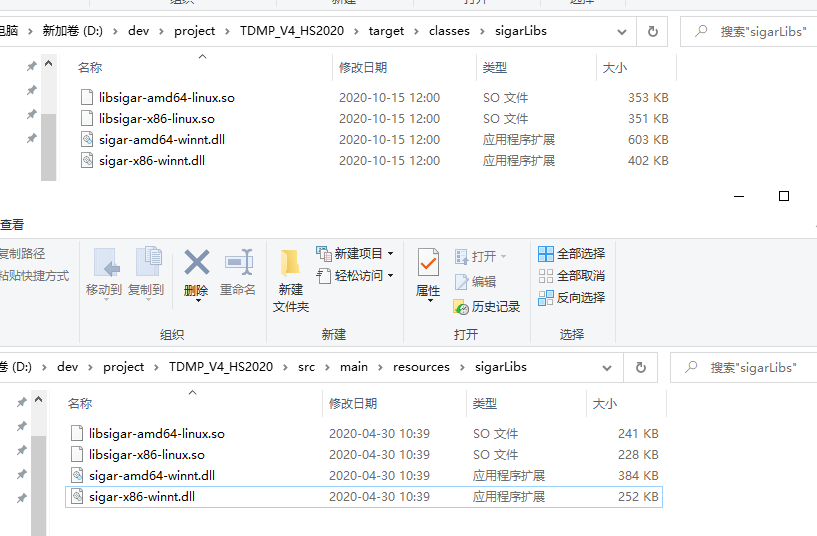 组织 新建 打开 选择
电脑 › 新加卷 (D:) › dev › project › TDMP_V4_HS2020 › target › classes › sigarLibs 搜索"sigarLibs"
名称 修改日期 类型 大小
libsigar-amd64-linux.so 2020-10-15 12:00 SO 文件 353 KB
libsigar-x86-linux.so 2020-10-15 12:00 SO 文件 351 KB
sigar-amd64-winnt.dll 2020-10-15 12:00 应用程序扩展 603 KB
sigar-x86-winnt.dll 2020-10-15 12:00 应用程序扩展 402 KB
查看
复制路径
粘贴快捷方式
移动到 复制到 删除 重命名
新建
文件夹
新建项目
轻松访问
属性
打开
编辑
历史记录
全部选择
全部取消
反向选择
组织 新建 打开 选择
卷 (D:) › dev › project › TDMP_V4_HS2020 › src › main › resources › sigarLibs 搜索"sigarLibs"
名称 修改日期 类型 大小
libsigar-amd64-linux.so 2020-04-30 10:39 SO 文件 241 KB
libsigar-x86-linux.so 2020-04-30 10:39 SO 文件 228 KB
sigar-amd64-winnt.dll 2020-04-30 10:39 应用程序扩展 384 KB
sigar-x86-winnt.dll 2020-04-30 10:39 应用程序扩展 252 KB